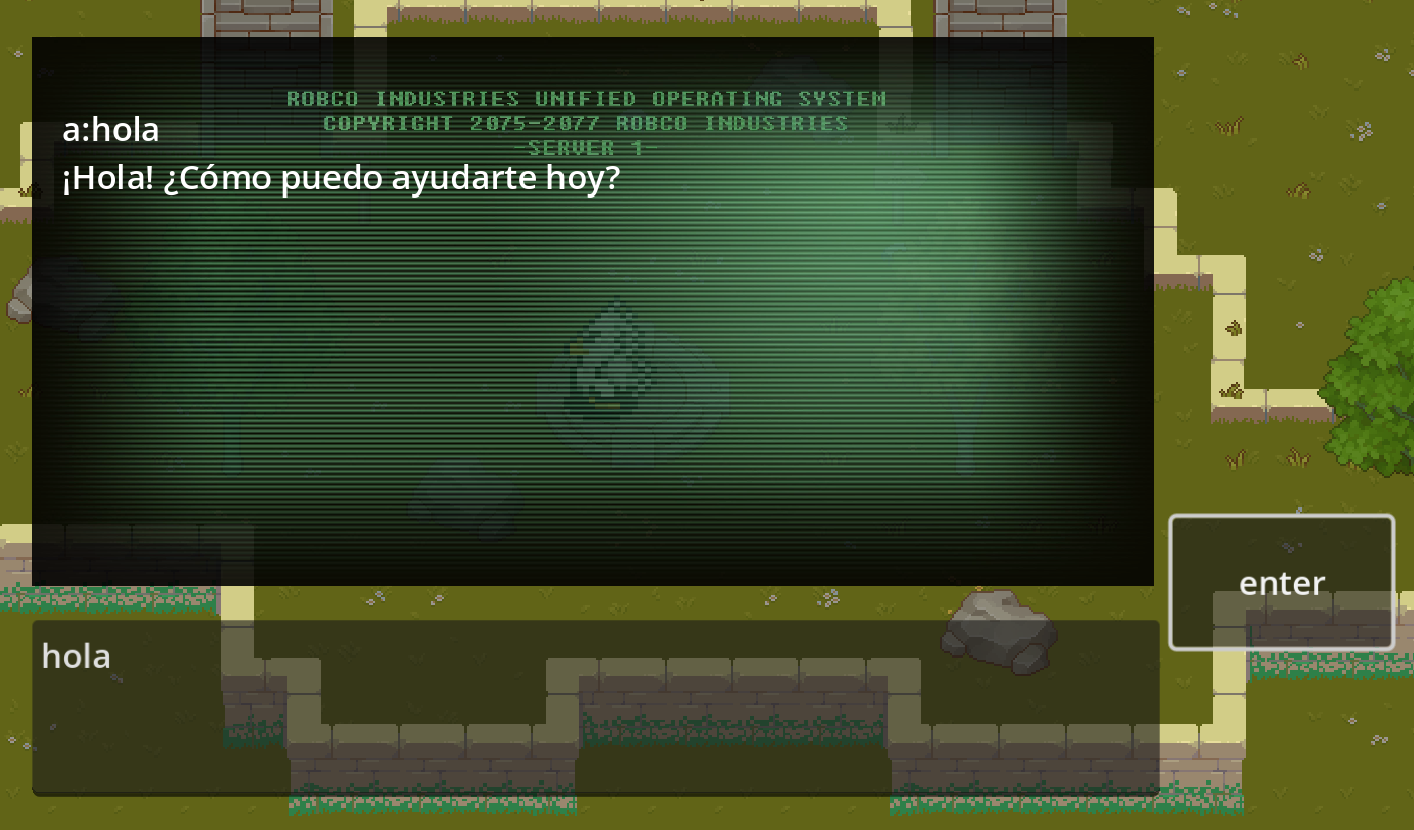 ROBCO INDUSTRIES UNIFIED OPERATING SYSTEM
COPYRIGHT 2075-2077 ROBCO INDUSTRIES
-SERVER 1-
a:hola
¡Hola! ¿Cómo puedo ayudarte hoy?
enter
hola